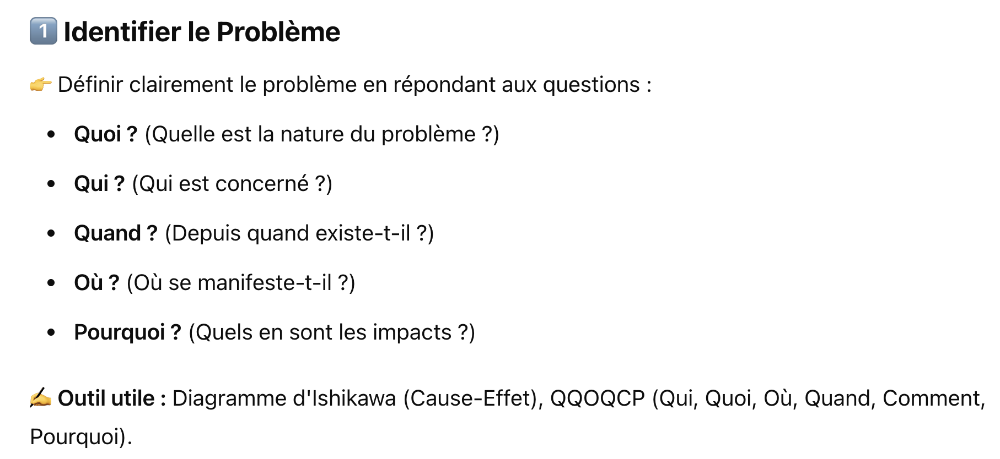 1️⃣ Identifier le Problème
👉 Définir clairement le problème en répondant aux questions :
• Quoi ? (Quelle est la nature du problème ?)
• Qui ? (Qui est concerné ?)
• Quand ? (Depuis quand existe-t-il ?)
• Où ? (Où se manifeste-t-il ?)
• Pourquoi ? (Quels en sont les impacts ?)
✍️ Outil utile : Diagramme d'Ishikawa (Cause-Effet), QQOQCP (Qui, Quoi, Où, Quand, Comment,
Pourquoi).